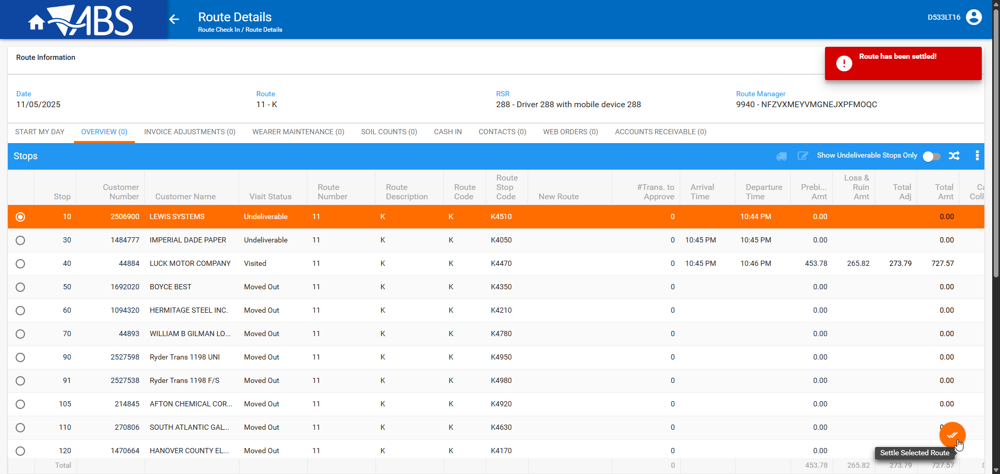 ABS
Route Details
Route Check In / Route Details
D533LT16
Route Information
Route has been settled!
Date
11/05/2025
Route
11 - K
RSR
288 - Driver 288 with mobile device 288
Route Manager
9940 - NFZVXMEYVMGNEJXPFMOQC
START MY DAY OVERVIEW (0) INVOICE ADJUSTMENTS (0) WEARER MAINTENANCE (0) SOIL COUNTS (0) CASH IN CONTACTS (0) WEB ORDERS (0) ACCOUNTS RECEIVABLE (0)
Stops
Show Undeliverable Stops Only
Stop
Customer
Number
Customer Name
Visit Status
Route
Number
Route
Description
Route
Code
Route
Stop
Code
New Route
#Trans. to
Approve
Arrival
Time
Departure
Time
Prebi...
Amt
Loss &
Ruin
Amt
Total
Adj
Total
Amt
Ca
Coll
10 2506900 LEWIS SYSTEMS Undeliverable 11 K K K4510 0 10:44 PM 0.00 0.00
30 1484777 IMPERIAL DADE PAPER Undeliverable 11 K K K4050 0 10:45 PM 10:45 PM 0.00 0.00
40 44884 LUCK MOTOR COMPANY Visited 11 K K K4470 0 10:45 PM 10:46 PM 453.78 265.82 273.79 727.57
50 1692020 BOYCE BEST Moved Out 11 K K K4350 0 0.00 0.00
60 1094320 HERMITAGE STEEL INC. Moved Out 11 K K K4210 0 0.00 0.00
70 44893 WILLIAM B GILMAN LO... Moved Out 11 K K K4780 0 0.00 0.00
90 2527598 Ryder Trans 1198 UNI Moved Out 11 K K K4950 0 0.00 0.00
91 2527538 Ryder Trans 1198 F/S Moved Out 11 K K K4980 0 0.00 0.00
105 214845 AFTON CHEMICAL COR... Moved Out 11 K K K4920 0 0.00 0.00
110 270806 SOUTH ATLANTIC GAL... Moved Out 11 K K K4630 0 0.00
120 1470664 HANOVER COUNTY EL... Moved Out 11 K K K4170 0 0.00
Settle Selected Route
Total 0 453.78 265.82 273.79 727.57